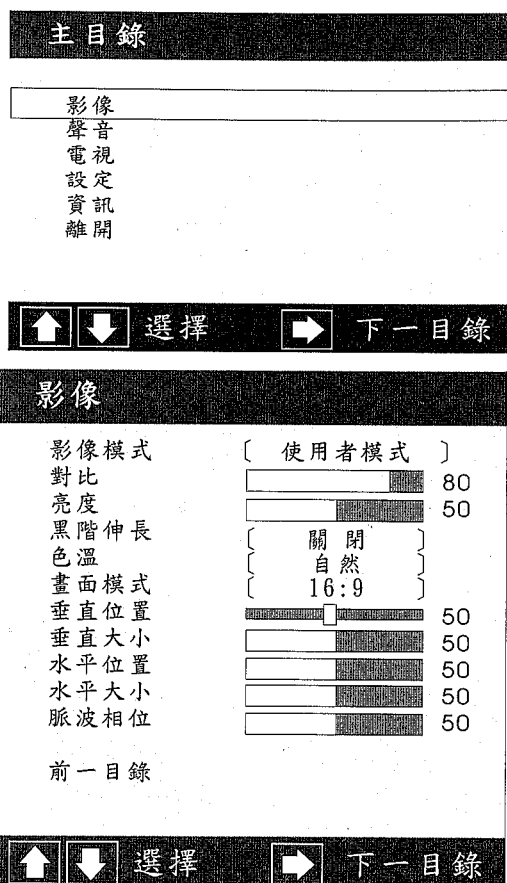 主目錄
影像
聲音
電視
設定
資訊
離開
選擇 下一目錄
影像
影像模式 〔 使用者模式 〕
對比 80
亮度 50
黑階伸長 〔 關閉 〕
色溫 〔 自然 〕
畫面模式 〔 16:9 〕
垂直位置 50
垂直大小 50
水平位置 50
水平大小 50
脈波相位 50
前一目錄
選擇 下一目錄